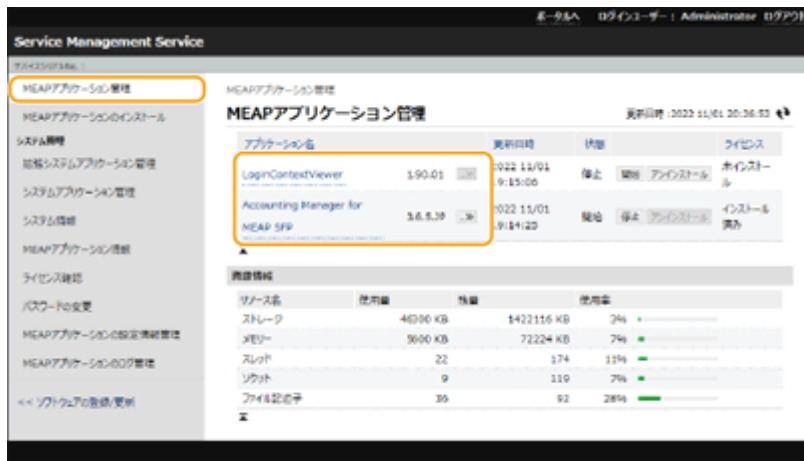 ポータルへ ログインユーザー： Administrator ログアウト
Service Management Service
デバイスシリアルNo. :
MEAPアプリケーション管理
MEAPアプリケーションのインストール
システム管理
拡張システムアプリケーション管理
システムアプリケーション管理
システム情報
MEAPアプリケーション情報
ライセンス確認
パスワードの変更
MEAPアプリケーションの設定情報管理
MEAPアプリケーションのログ管理
<< ソフトウェアの登録/更新
MEAPアプリケーション管理
MEAPアプリケーション管理
更新日時 :2022 11/01 20:36:53
アプリケーション名 更新日時 状態 ライセンス
LoginContextViewer 1.90.01 2022 11/01 19:15:06 停止 開始 アンインストール 未インストール
Accounting Manager for MEAP SFP 3.6.5.39 2022 11/01 19:14:25 開始 停止 アンインストール インストール済み
資源情報
リソース名 使用量 残量 使用率
ストレージ 46300 KB 1422116 KB 3%
メモリー 5600 KB 72224 KB 7%
スレッド 22 174 11%
ソケット 9 119 7%
ファイル記述子 36 92 28%